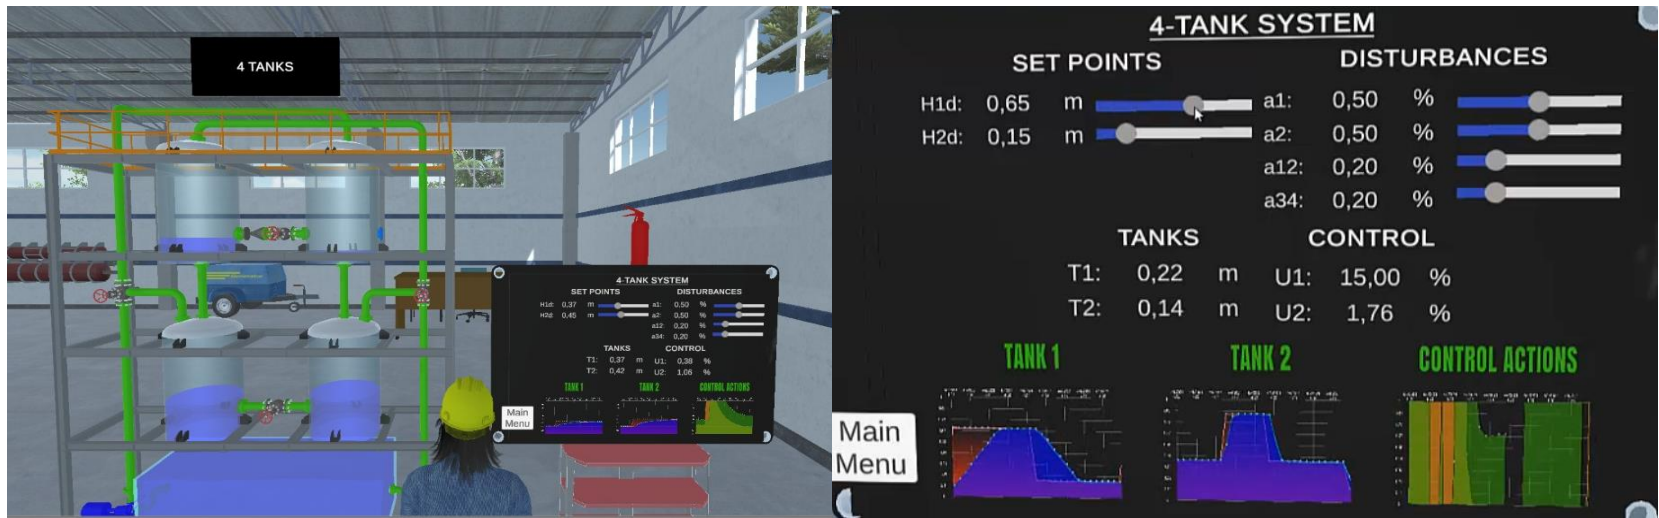 4 TANKS
4-TANK SYSTEM
SET POINTS DISTURBANCES
H1d: 0,37 m a1: 0,50 %
H2d: 0,45 m a2: 0,50 %
a12: 0,20 %
a34: 0,20 %
TANKS CONTROL
T1: 0,37 m U1: 0,38 %
T2: 0,42 m U2: 1,06 %
TANK 1 TANK 2 CONTROL ACTIONS
Main
Menu
4-TANK SYSTEM
SET POINTS DISTURBANCES
H1d: 0,65 m a1: 0,50 %
H2d: 0,15 m a2: 0,50 %
a12: 0,20 %
a34: 0,20 %
TANKS CONTROL
T1: 0,22 m U1: 15,00 %
T2: 0,14 m U2: 1,76 %
TANK 1 TANK 2 CONTROL ACTIONS
Main
Menu